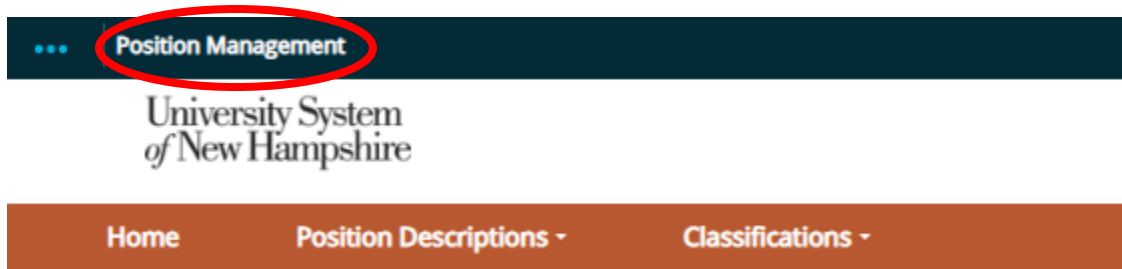 Position Management
University System
of New Hampshire
Home Position Descriptions Classifications